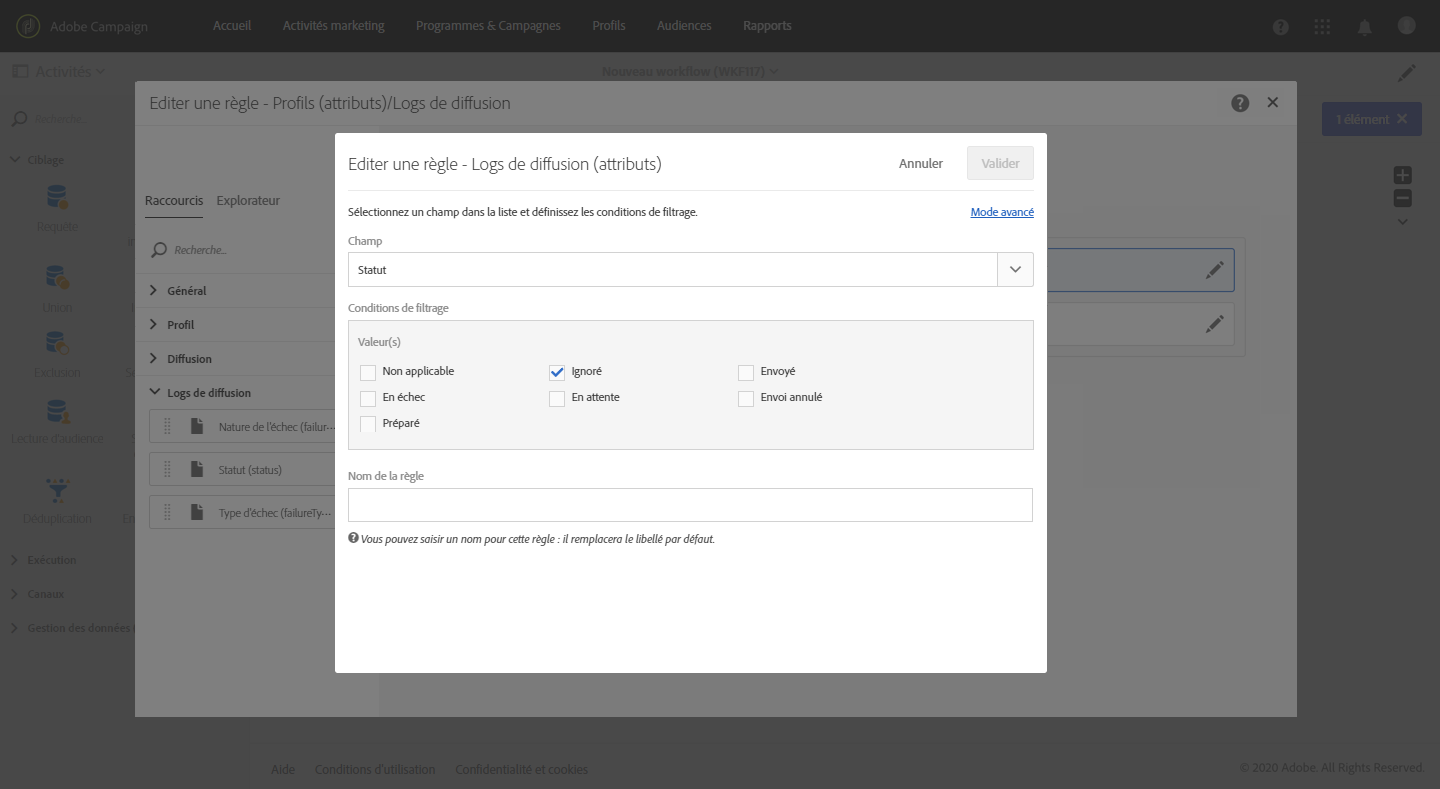 Adobe Campaign
Accueil
Activités marketing
Programmes & Campagnes
Profils
Audiences
Rapports
Activités
Nouveau workflow (WKF117)
Editer une règle - Profils (attributs)/Logs de diffusion
Recherche...
1 élément
Editer une règle - Logs de diffusion (attributs)
Annuler
Valider
Ciblage
Raccourcis
Explorateur
Sélectionnez un champ dans la liste et définissez les conditions de filtrage.
Mode avancé
Requête
Champ
Recherche...
Statut
Général
Union
Conditions de filtrage
Profil
Valeur(s)
Diffusion
Exclusion
Non applicable
Ignoré
Envoyé
Logs de diffusion
En échec
En attente
Envoi annulé
Nature de l'échec (failur...
Préparé
Lecture d'audience
Statut (status)
Nom de la règle
Type d'échec (failureTy...
Déduplication
Vous pouvez saisir un nom pour cette règle : il remplacera le libellé par défaut.
Exécution
Canaux
Gestion des données
Aide
Conditions d'utilisation
Confidentialité et cookies
© 2020 Adobe. All Rights Reserved.